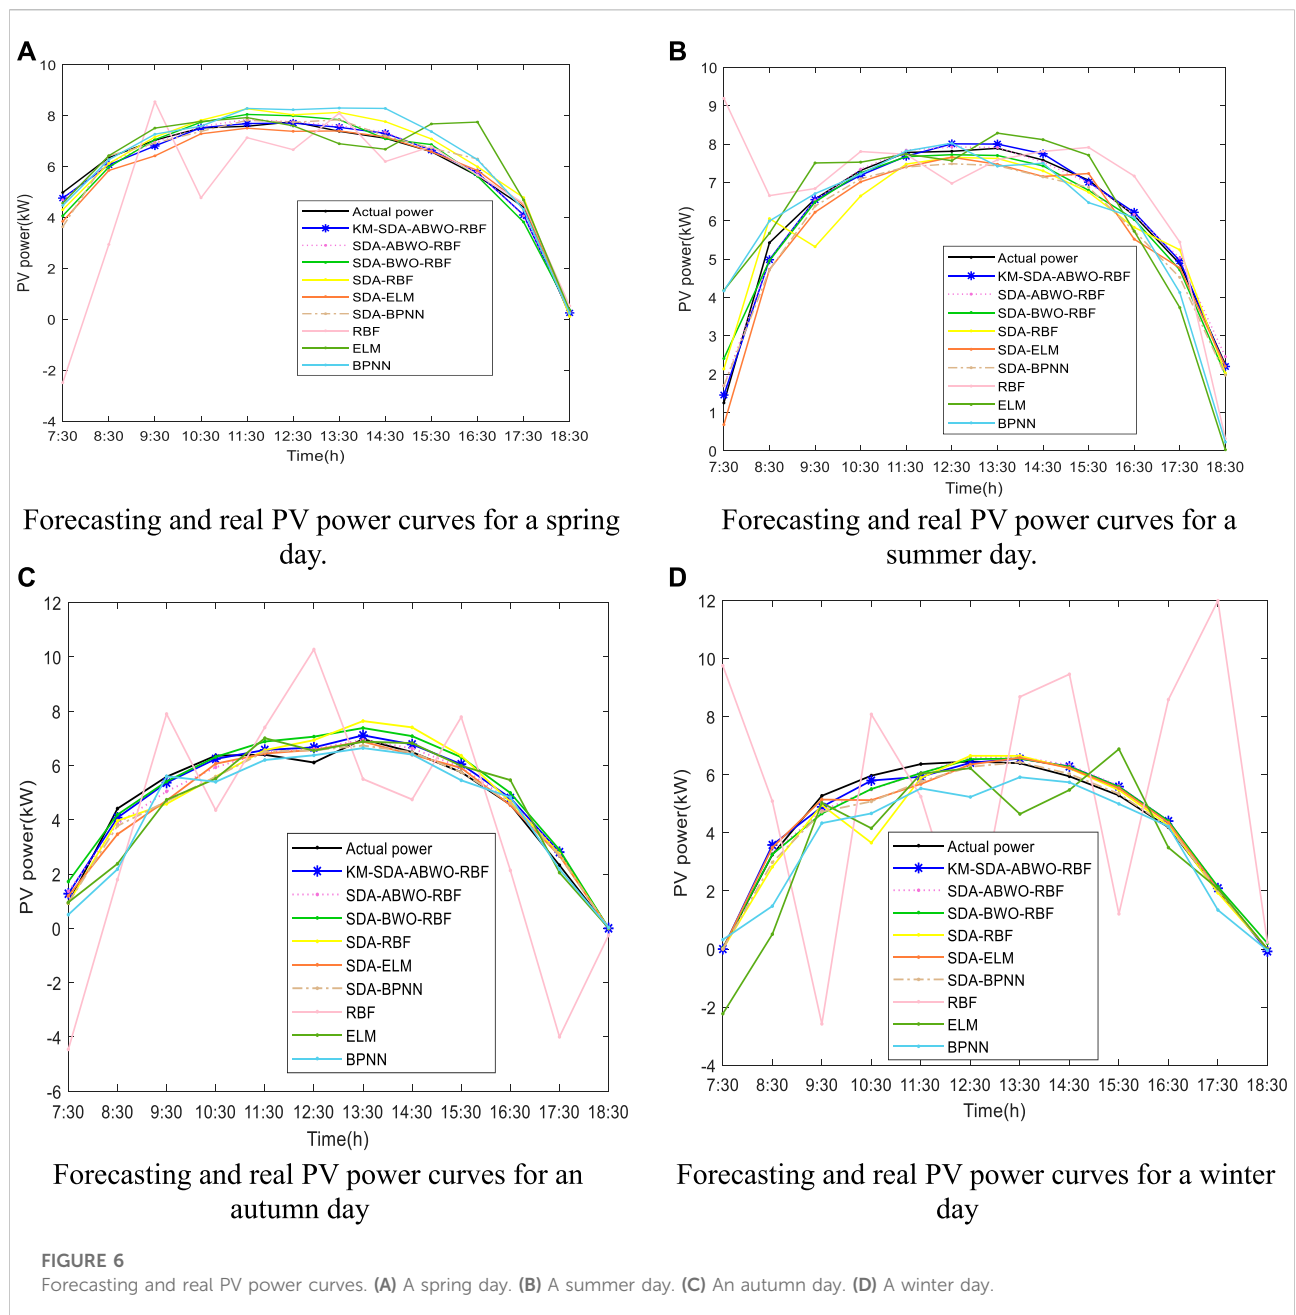 A
PV power(kW)
10
8
6
4
2
0
-2
-4
7:30 8:30 9:30 10:30 11:30 12:30 13:30 14:30 15:30 16:30 17:30 18:30
Time(h)
Actual power
KM-SDA-ABWO-RBF
SDA-ABWO-RBF
SDA-BWO-RBF
SDA-RBF
SDA-ELM
SDA-BPNN
RBF
ELM
BPNN
Forecasting and real PV power curves for a spring
day.
B
PV power(kW)
10
9
8
7
6
5
4
3
2
1
0
7:30 8:30 9:30 10:30 11:30 12:30 13:30 14:30 15:30 16:30 17:30 18:30
Time(h)
Actual power
KM-SDA-ABWO-RBF
SDA-ABWO-RBF
SDA-BWO-RBF
SDA-RBF
SDA-ELM
SDA-BPNN
RBF
ELM
BPNN
Forecasting and real PV power curves for a
summer day.
C
PV power(kW)
12
10
8
6
4
2
0
-2
-4
-6
7:30 8:30 9:30 10:30 11:30 12:30 13:30 14:30 15:30 16:30 17:30 18:30
Time(h)
Actual power
KM-SDA-ABWO-RBF
SDA-ABWO-RBF
SDA-BWO-RBF
SDA-RBF
SDA-ELM
SDA-BPNN
RBF
ELM
BPNN
Forecasting and real PV power curves for an
autumn day
D
PV power(kW)
12
10
8
6
4
2
0
-2
-4
7:30 8:30 9:30 10:30 11:30 12:30 13:30 14:30 15:30 16:30 17:30 18:30
Time(h)
Actual power
KM-SDA-ABWO-RBF
SDA-ABWO-RBF
SDA-BWO-RBF
SDA-RBF
SDA-ELM
SDA-BPNN
RBF
ELM
BPNN
Forecasting and real PV power curves for a winter
day
FIGURE 6
Forecasting and real PV power curves. (A) A spring day. (B) A summer day. (C) An autumn day. (D) A winter day.